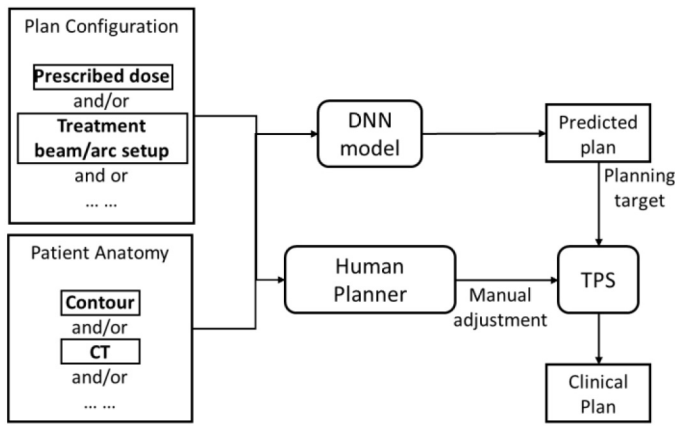 Plan Configuration
Prescribed dose
and/or
Treatment
beam/arc setup
and or
... ...
Patient Anatomy
Contour
and/or
CT
and/or
... ...
DNN
model
Predicted
plan
Planning
target
Human
Planner
Manual
adjustment
TPS
Clinical
Plan